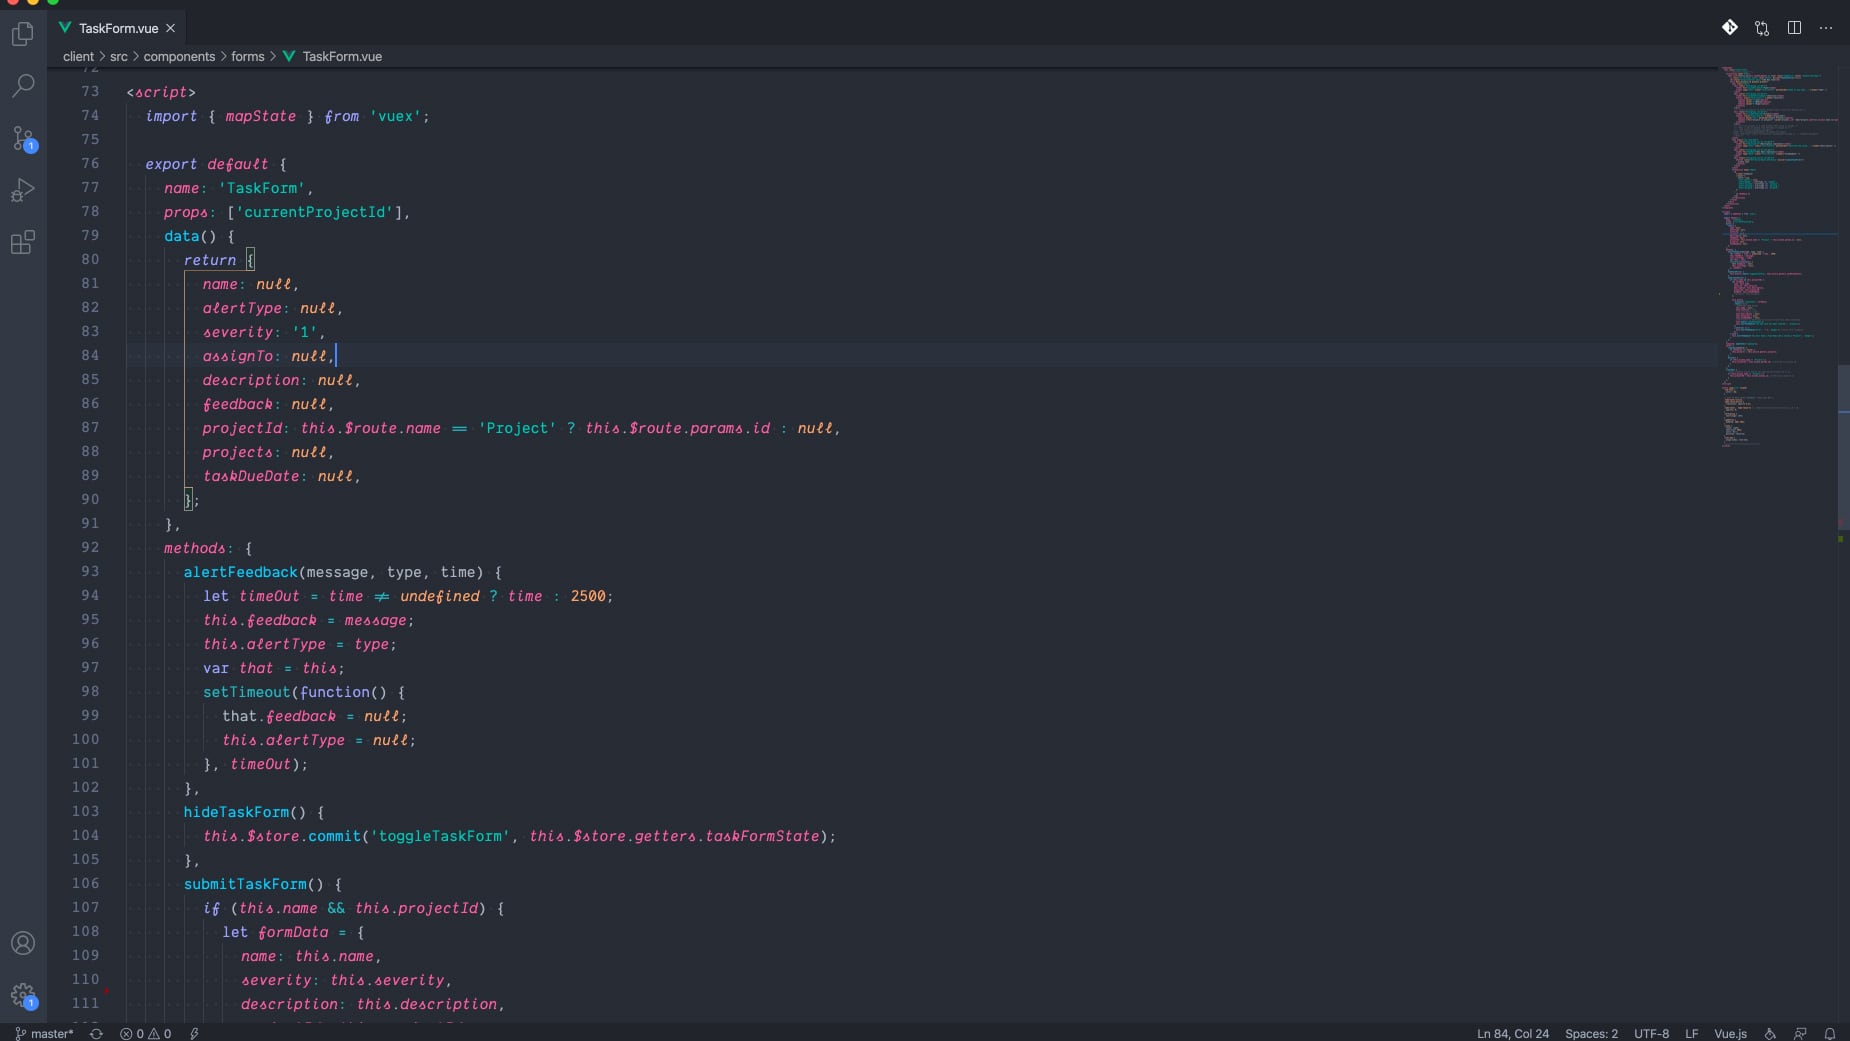 TaskForm.vue
client > src > components > forms > TaskForm.vue
72
73 <script>
74 import { mapState } from 'vuex';
75
76 export default {
77 name: 'TaskForm',
78 props: ['currentProjectId'],
79 data() {
80 return {
81 name: null,
82 alertType: null,
83 severity: '1',
84 assignTo: null,
85 description: null,
86 feedback: null,
87 projectId: this.$route.name == 'Project' ? this.$route.params.id : null,
88 projects: null,
89 taskDueDate: null,
90 };
91 },
92 methods: {
93 alertFeedback(message, type, time) {
94 let timeOut = time != undefined ? time : 2500;
95 this.feedback = message;
96 this.alertType = type;
97 var that = this;
98 setTimeout(function() {
99 that.feedback = null;
100 this.alertType = null;
101 }, timeOut);
102 },
103 hideTaskForm() {
104 this.$store.commit('toggleTaskForm', this.$store.getters.taskFormState);
105 },
106 submitTaskForm() {
107 if (this.name && this.projectId) {
108 let formData = {
109 name: this.name,
110 severity: this.severity,
111 description: this.description,
1
1
master* 0 0 Ln 84, Col 24 Spaces: 2 UTF-8 LF Vue.js